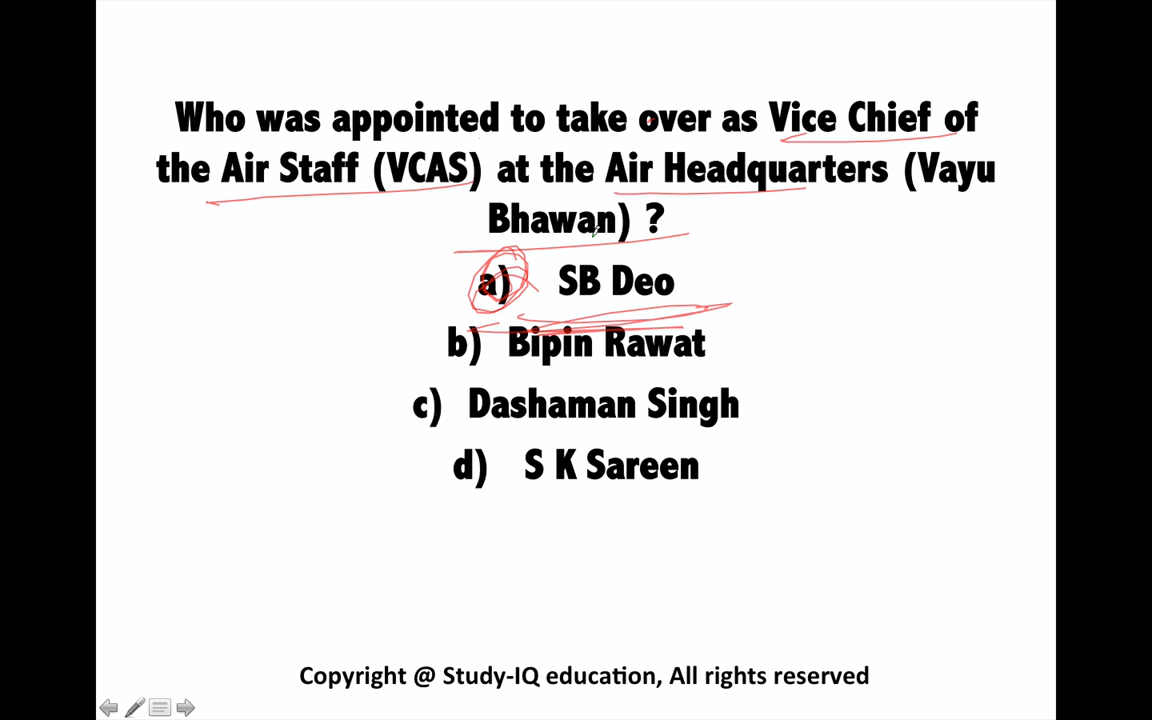 Who was appointed to take over as Vice Chief of
the Air Staff (VCAS) at the Air Headquarters (Vayu
Bhawan) ?
a) SB Deo
b) Bipin Rawat
c) Dashaman Singh
d) S K Sareen
Copyright @ Study-IQ education, All rights reserved